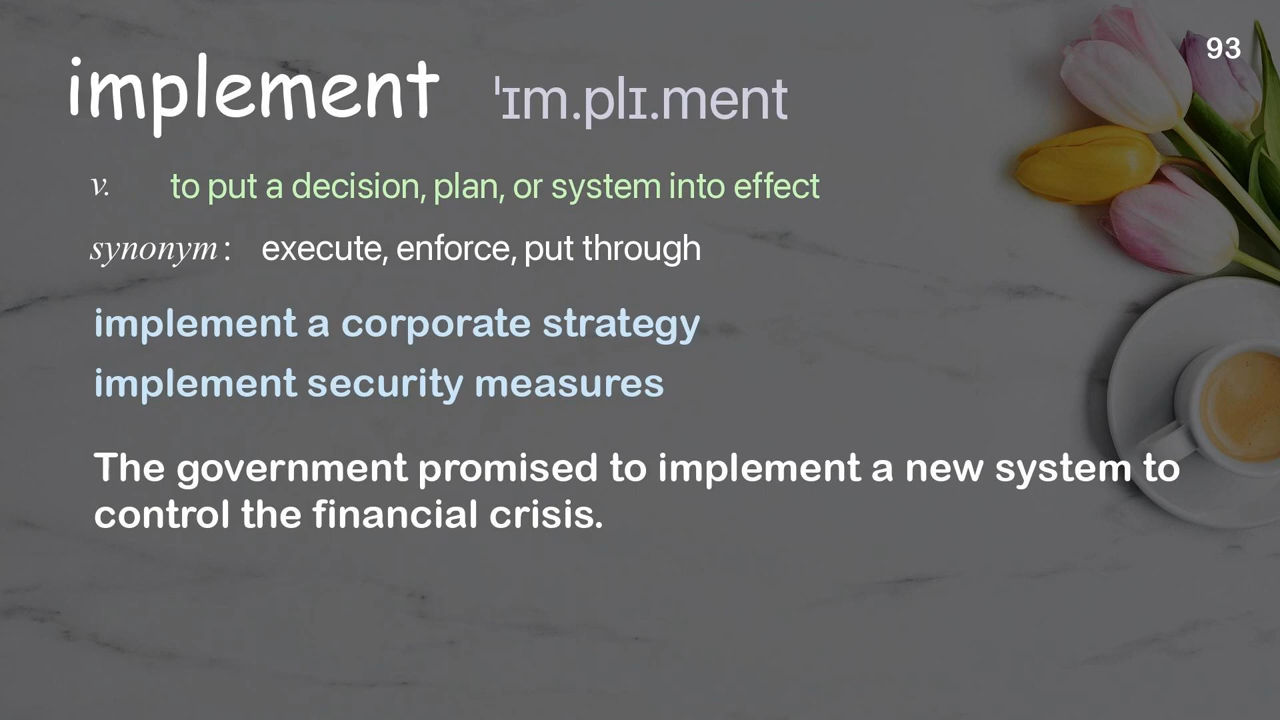 93
implement ˈɪm.plɪ.ment
v. to put a decision, plan, or system into effect
synonym: execute, enforce, put through
implement a corporate strategy
implement security measures
The government promised to implement a new system to
control the financial crisis.